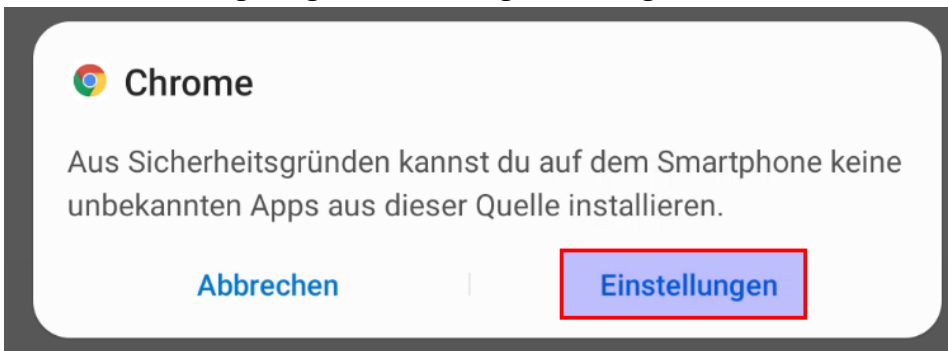 Chrome
Aus Sicherheitsgründen kannst du auf dem Smartphone keine
unbekannten Apps aus dieser Quelle installieren.
Abbrechen
Einstellungen